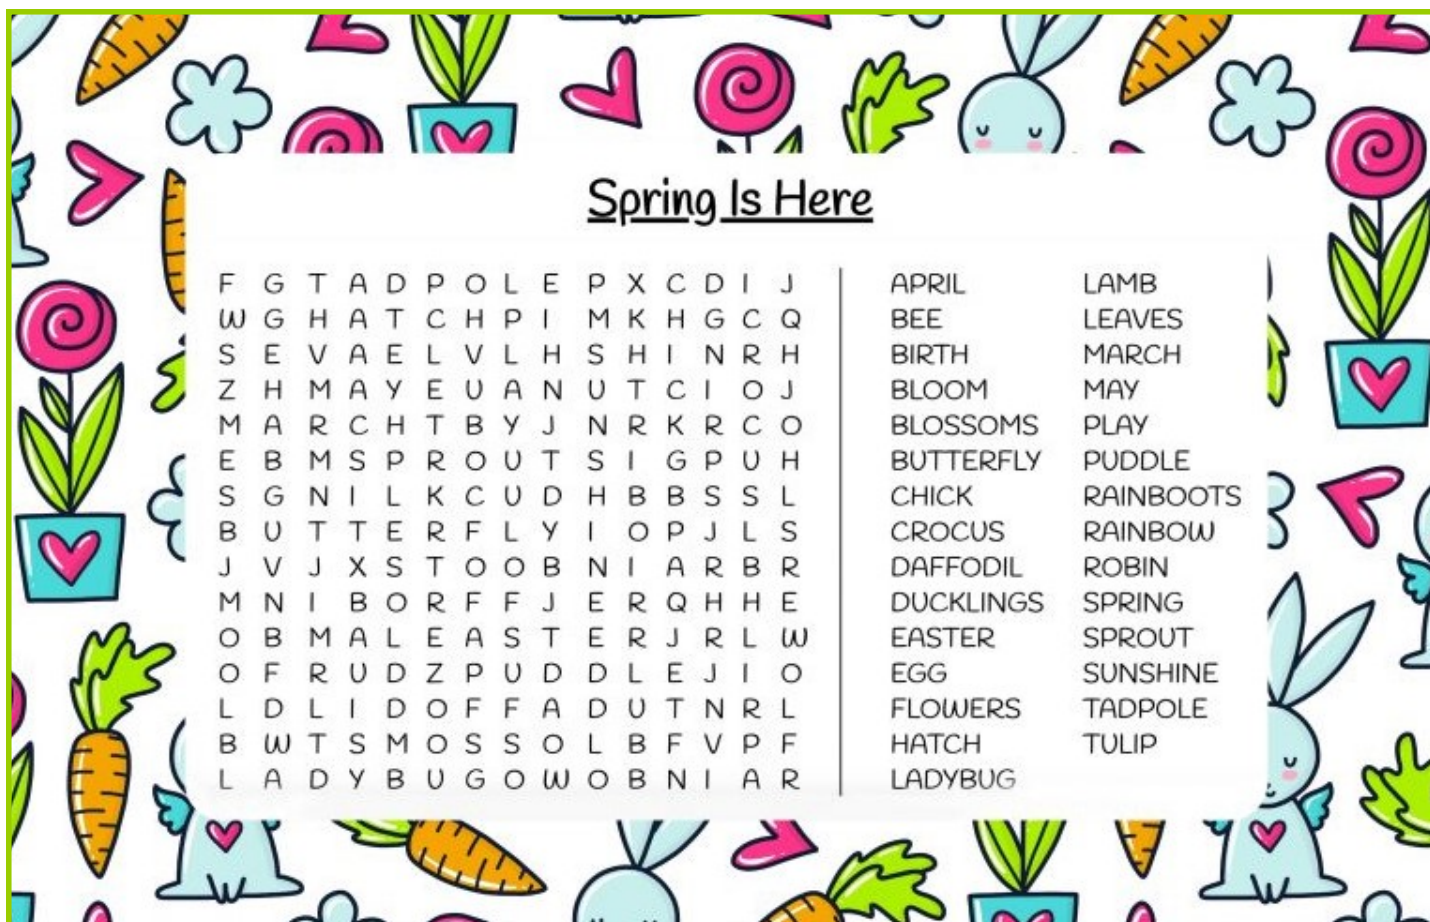 Spring Is Here
F G T A D P O L E P X C D I J
W G H A T C H P I M K H G C Q
S E V A E L V L H S H I N R H
Z H M A Y E U A N U T C I O J
M A R C H T B Y J N R K R C O
E B M S P R O U T S I G P U H
S G N I L K C U D H B B S S L
B U T T E R F L Y I O P J L S
J V J X S T O O B N I A R B R
M N I B O R F F J E R Q H H E
O B M A L E A S T E R J R L W
O F R U D Z P U D D L E J I O
L D L I D O F F A D U T N R L
B W T S M O S S O L B F V P F
L A D Y B U G O W O B N I A R
APRIL
BEE
BIRTH
BLOOM
BLOSSOMS
BUTTERFLY
CHICK
CROCUS
DAFFODIL
DUCKLINGS
EASTER
EGG
FLOWERS
HATCH
LADYBUG
LAMB
LEAVES
MARCH
MAY
PLAY
PUDDLE
RAINBOOTS
RAINBOW
ROBIN
SPRING
SPROUT
SUNSHINE
TADPOLE
TULIP